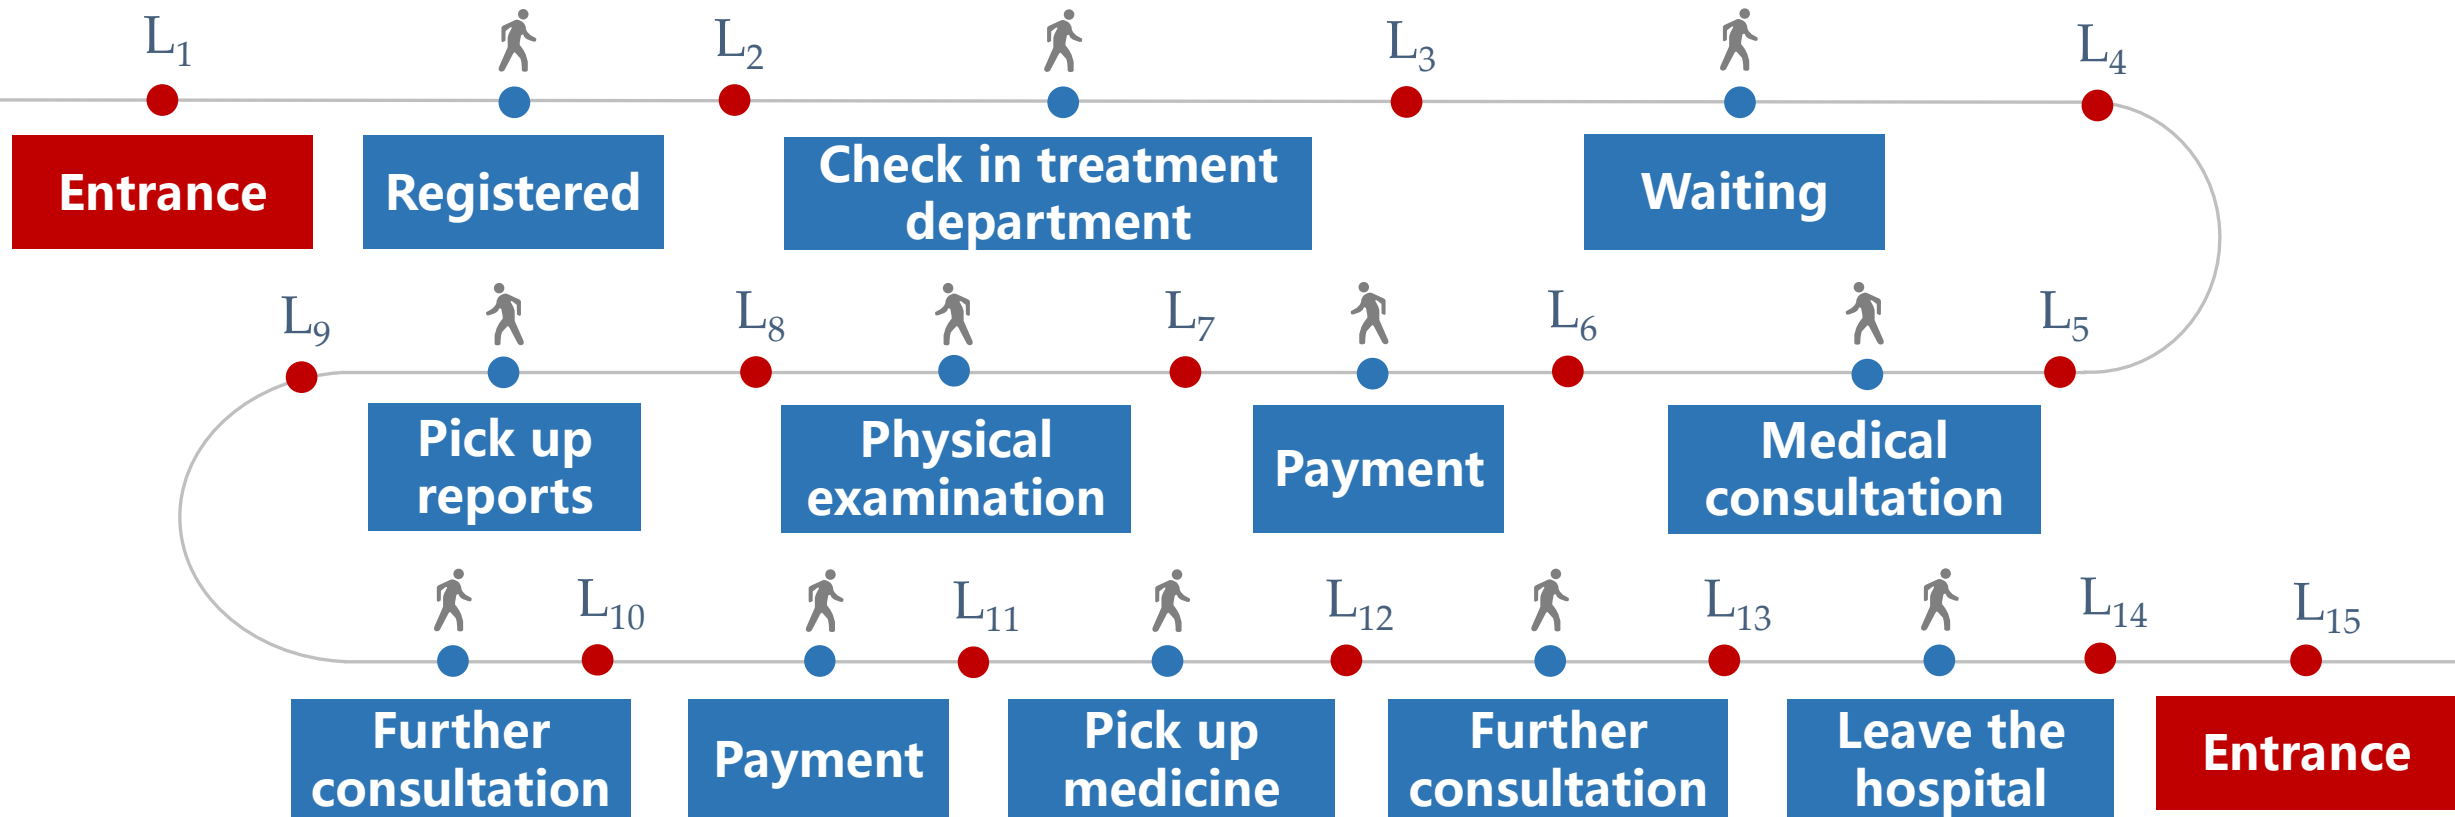 L₁ L₂ L₃ L₄
Entrance
Registered
Check in treatment
department
Waiting
L₉ L₈ L₇ L₆ L₅
Pick up
reports
Physical
examination
Payment
Medical
consultation
L₁₀ L₁₁ L₁₂ L₁₃ L₁₄ L₁₅
Further
consultation
Payment
Pick up
medicine
Further
consultation
Leave the
hospital
Entrance